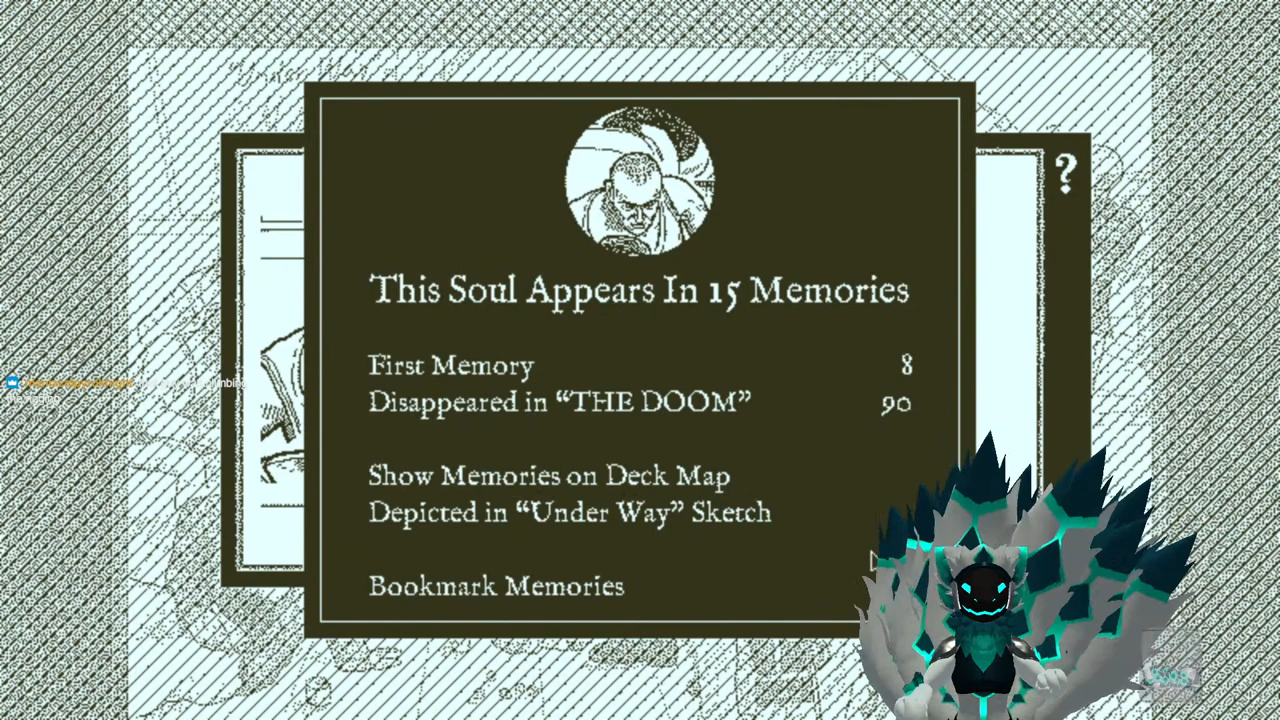 ?
This Soul Appears In 15 Memories
First Memory 8
Disappeared in “THE DOOM” 90
Show Memories on Deck Map
Depicted in “Under Way” Sketch
Bookmark Memories